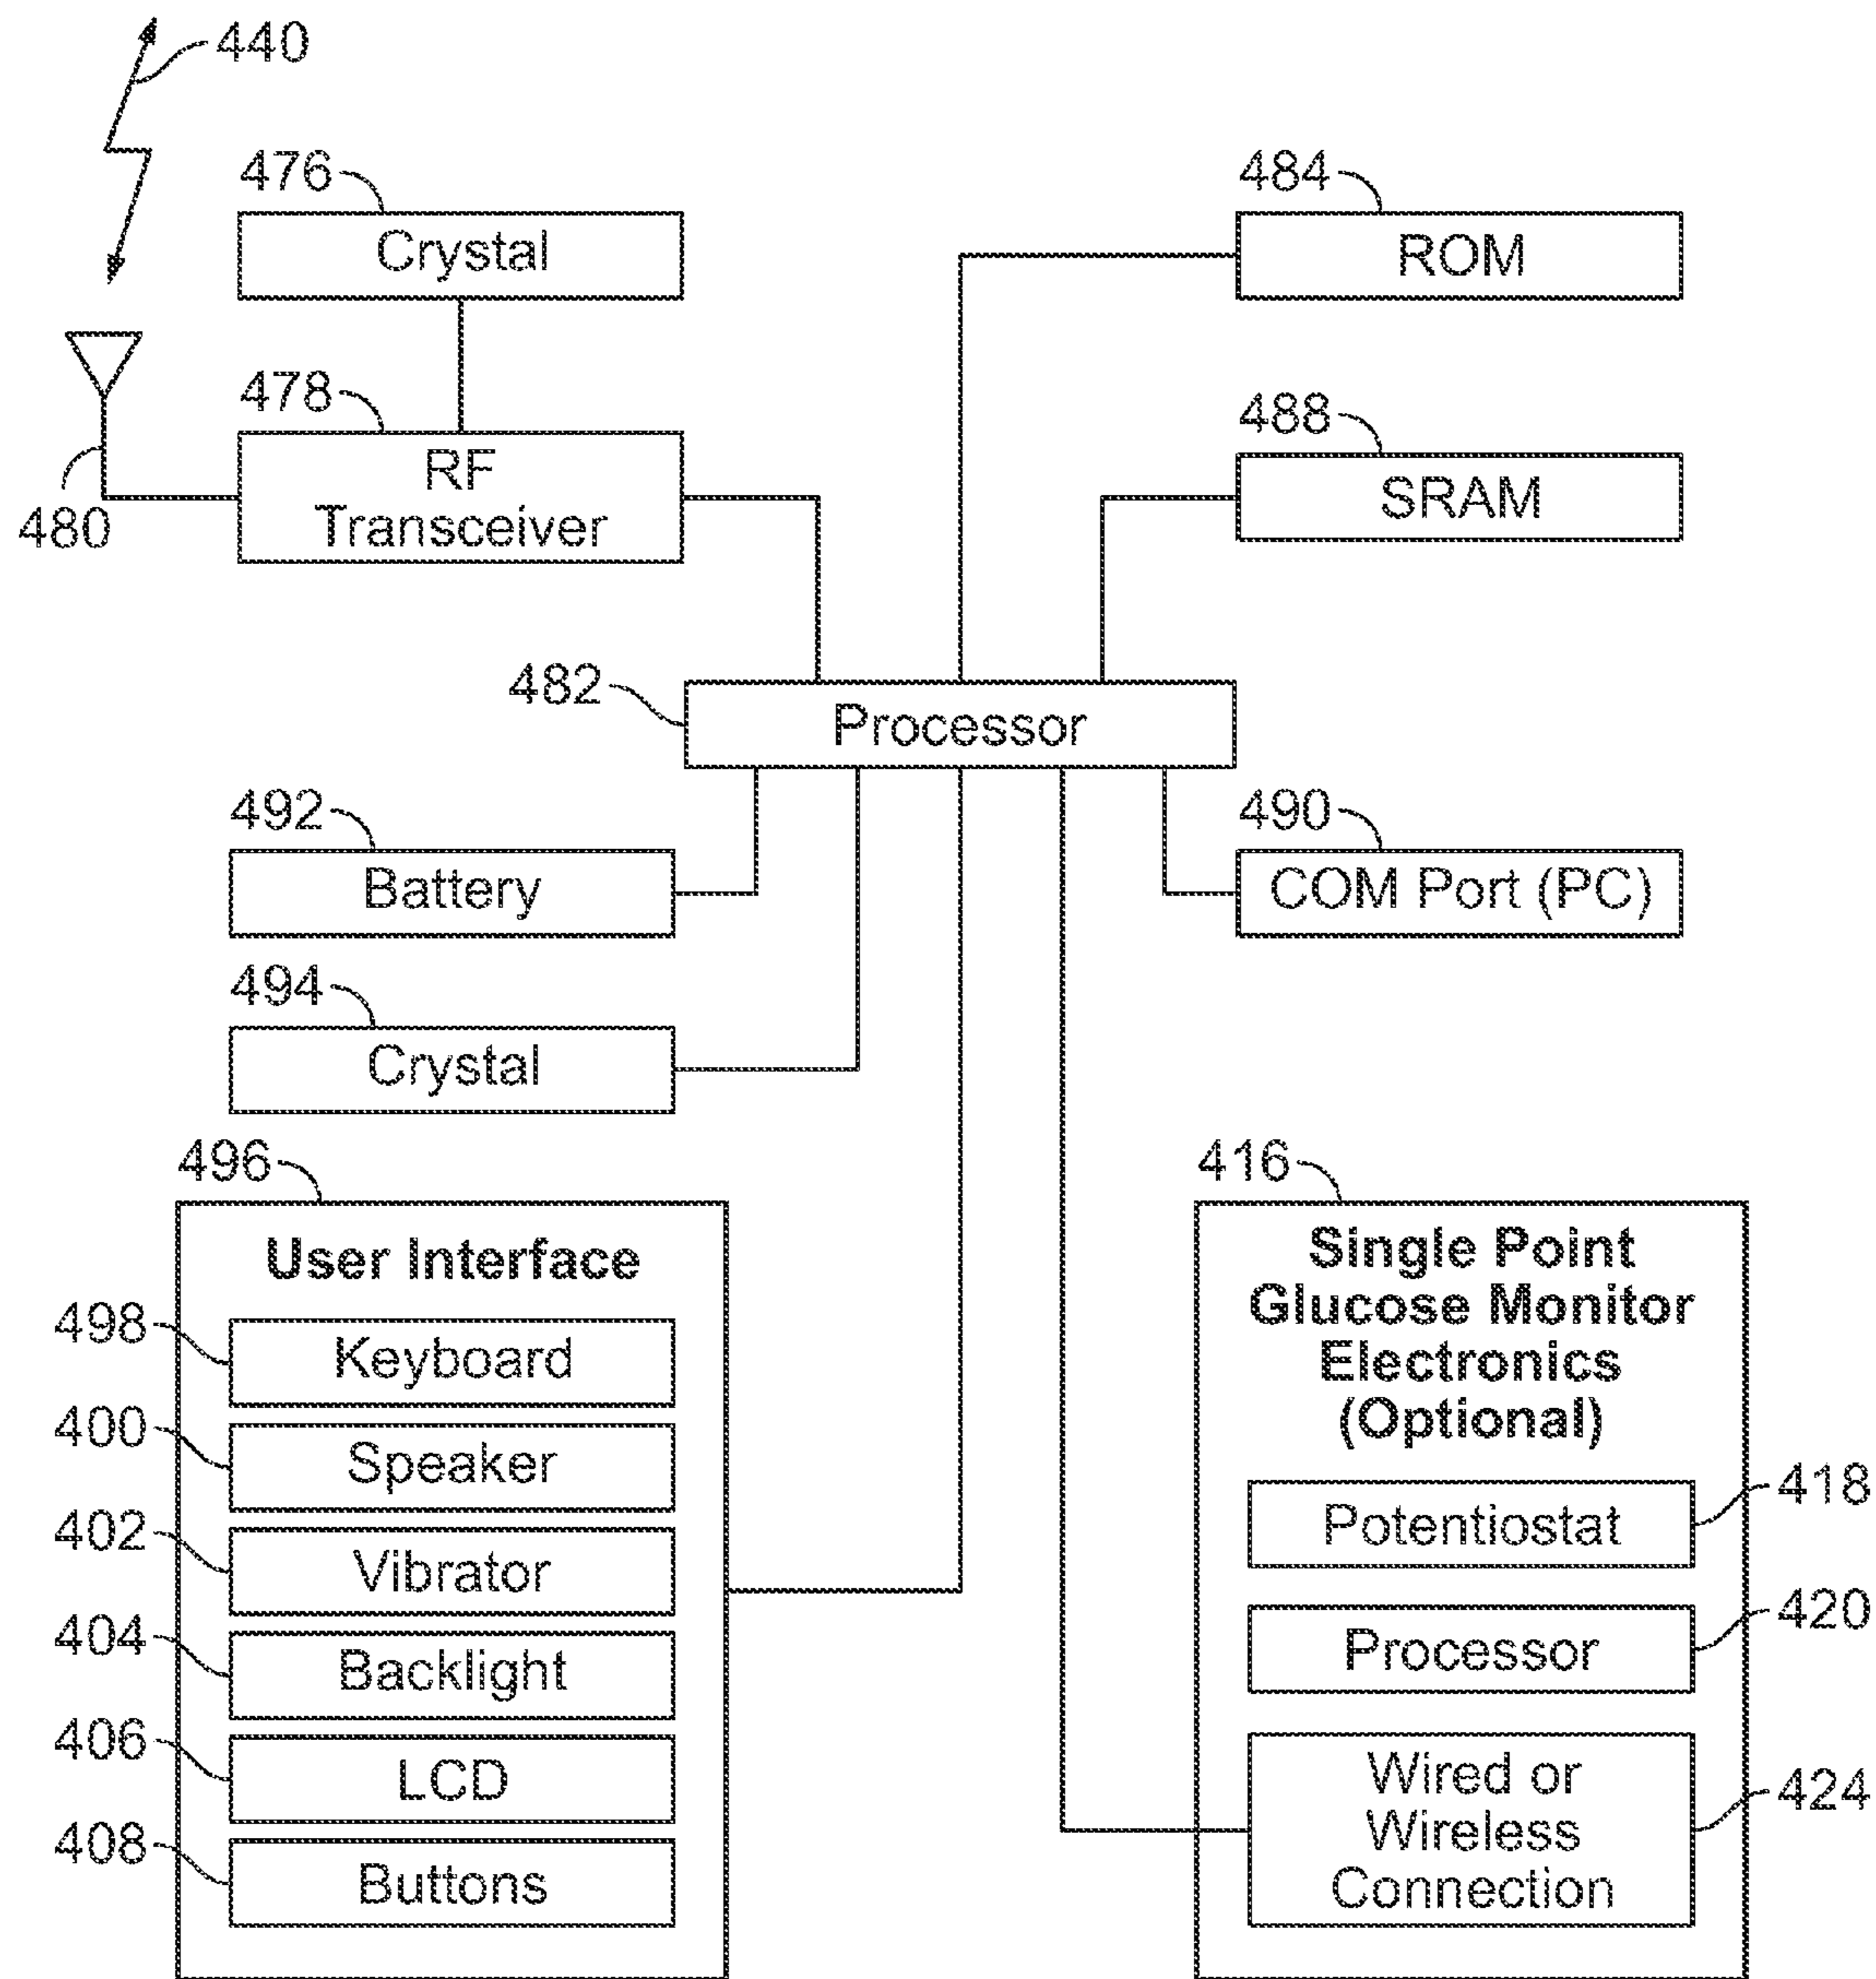 440
476
Crystal
484
ROM
478
RF
Transceiver
480
488
SRAM
482
Processor
492
Battery
490
COM Port (PC)
494
Crystal
496
User Interface
498
Keyboard
400
Speaker
402
Vibrator
404
Backlight
406
LCD
408
Buttons
416
Single Point
Glucose Monitor
Electronics
(Optional)
Potentiostat
418
Processor
420
Wired or
Wireless
Connection
424